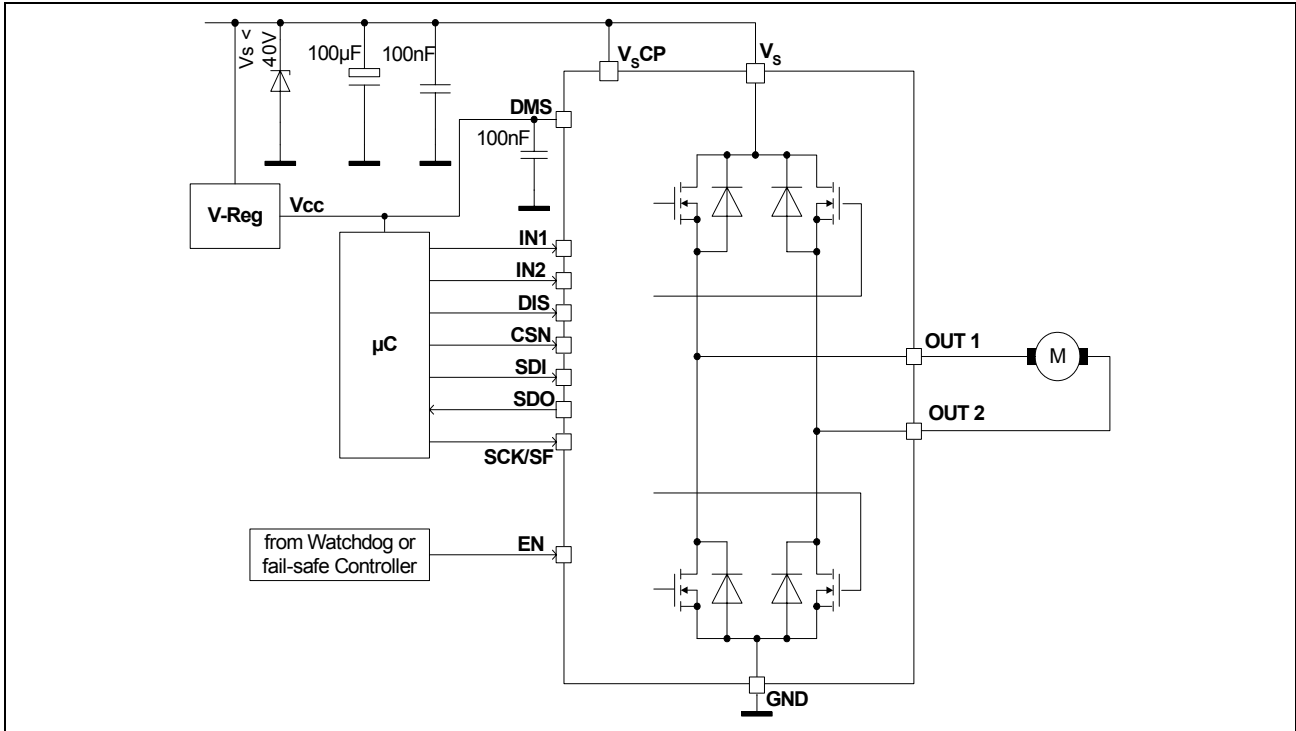 Vs <
40V
100µF
100nF
VSCP
VS
DMS
100nF
V-Reg
Vcc
IN1
IN2
DIS
CSN
SDI
SDO
SCK/SF
µC
OUT 1
M
OUT 2
from Watchdog or
fail-safe Controller
EN
GND